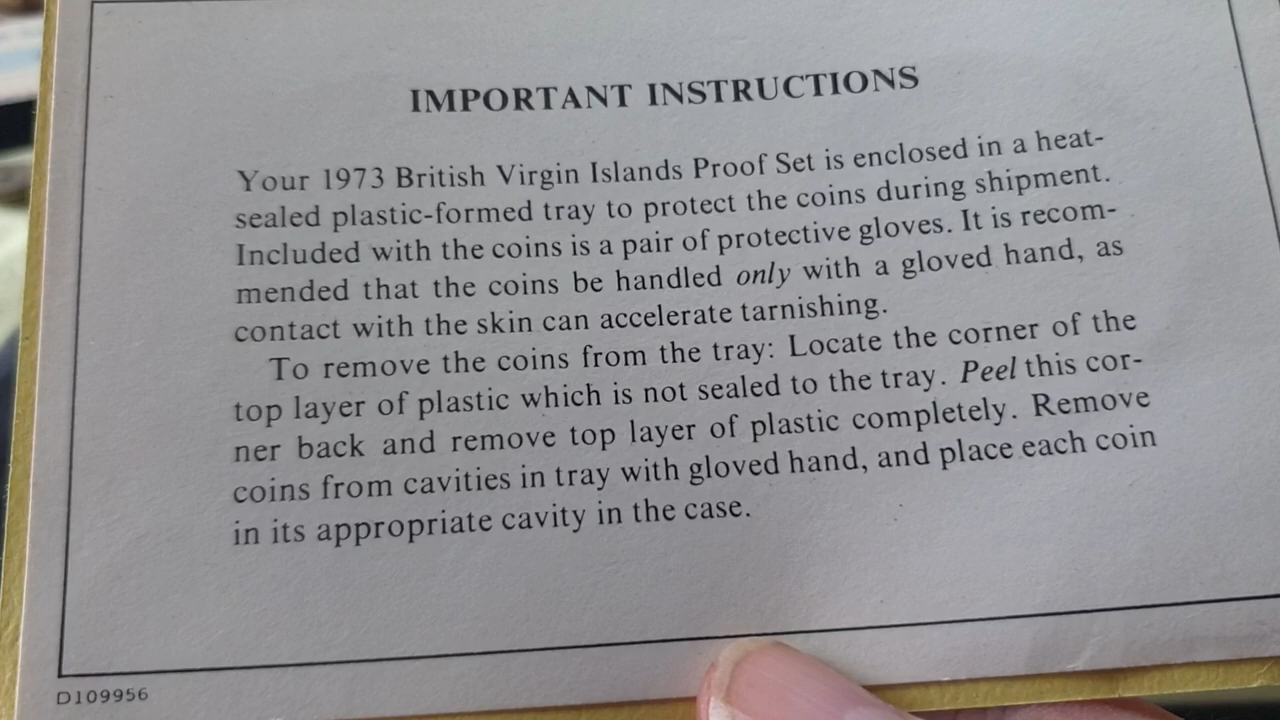 IMPORTANT INSTRUCTIONS
Your 1973 British Virgin Islands Proof Set is enclosed in a heat-
sealed plastic-formed tray to protect the coins during shipment.
Included with the coins is a pair of protective gloves. It is recom-
mended that the coins be handled only with a gloved hand, as
contact with the skin can accelerate tarnishing.
To remove the coins from the tray: Locate the corner of the
top layer of plastic which is not sealed to the tray. Peel this cor-
ner back and remove top layer of plastic completely. Remove
coins from cavities in tray with gloved hand, and place each coin
in its appropriate cavity in the case.
D109956